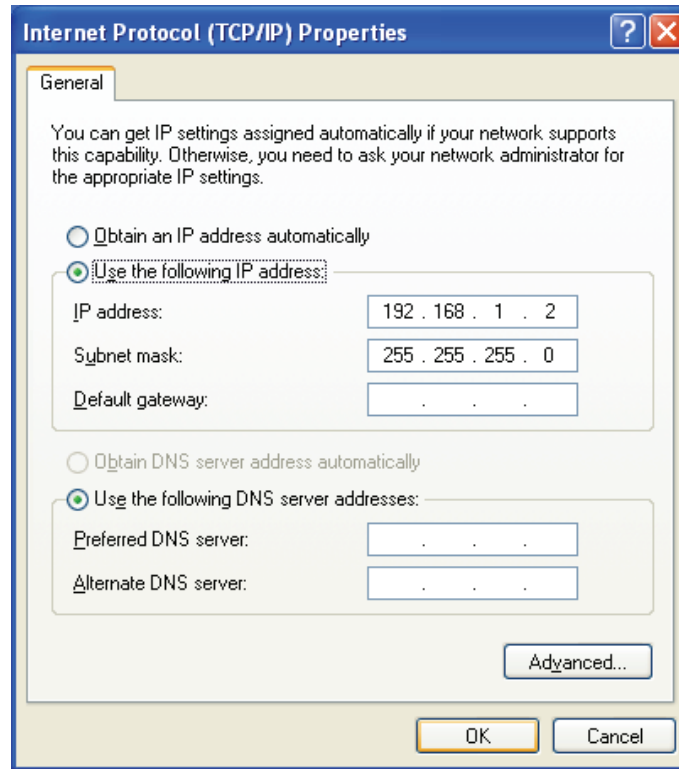 Internet Protocol (TCP/IP) Properties
General
You can get IP settings assigned automatically if your network supports
this capability. Otherwise, you need to ask your network administrator for
the appropriate IP settings.
Obtain an IP address automatically
Use the following IP address:
IP address: 192 . 168 . 1 . 2
Subnet mask: 255 . 255 . 255 . 0
Default gateway: . . .
Obtain DNS server address automatically
Use the following DNS server addresses:
Preferred DNS server: . . .
Alternate DNS server: . . .
Advanced...
OK Cancel